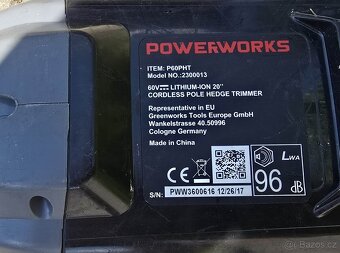 POWERWORKS
ITEM: P60PHT
MODEL NO.:2300013
60V LITHIUM-ION 20"
CORDLESS POLE HEDGE TRIMMER
Representative in EU
Greenworks Tools Europe GmbH
Wankelstrasse 40.50996
Cologne Germany
Made in China
LWA
96 dB
S/N: PWW3600616 12/26/17